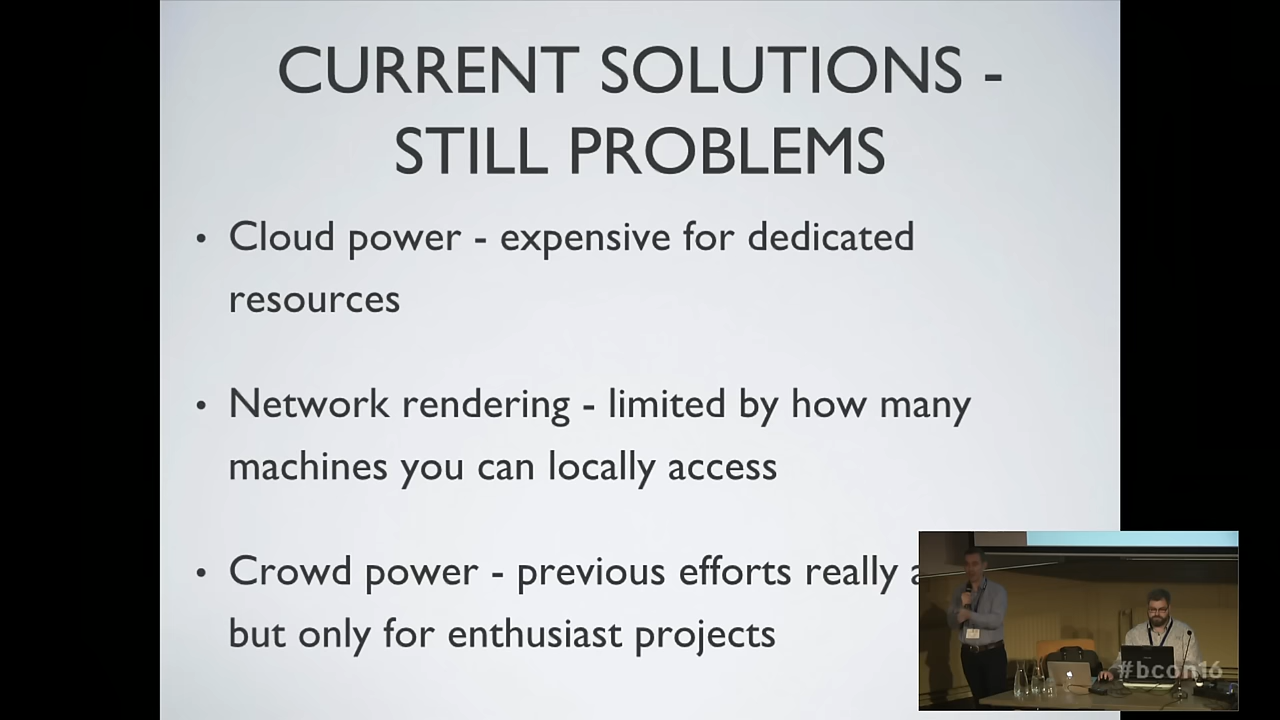 CURRENT SOLUTIONS -
STILL PROBLEMS
• Cloud power - expensive for dedicated
resources
• Network rendering - limited by how many
machines you can locally access
• Crowd power - previous efforts really
but only for enthusiast projects
#bcon16